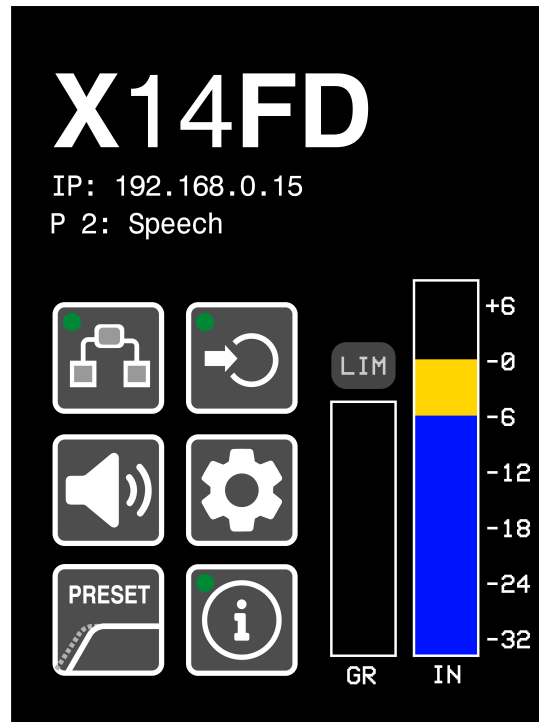 X14FD
IP: 192.168.0.15
P 2: Speech
LIM
PRESET
i
+6
-0
-6
-12
-18
-24
-32
GR
IN